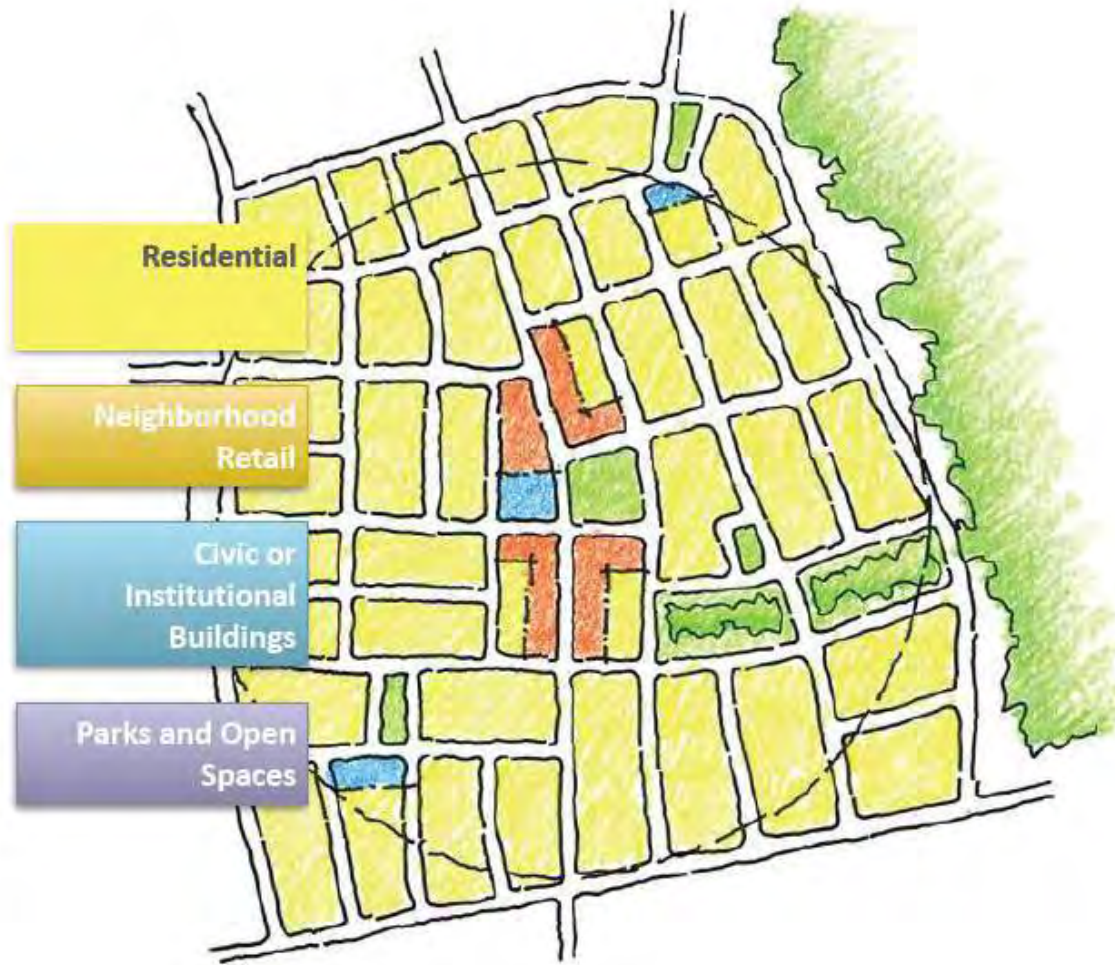 Residential
Neighborhood
Retail
Civic or
Institutional
Buildings
Parks and Open
Spaces